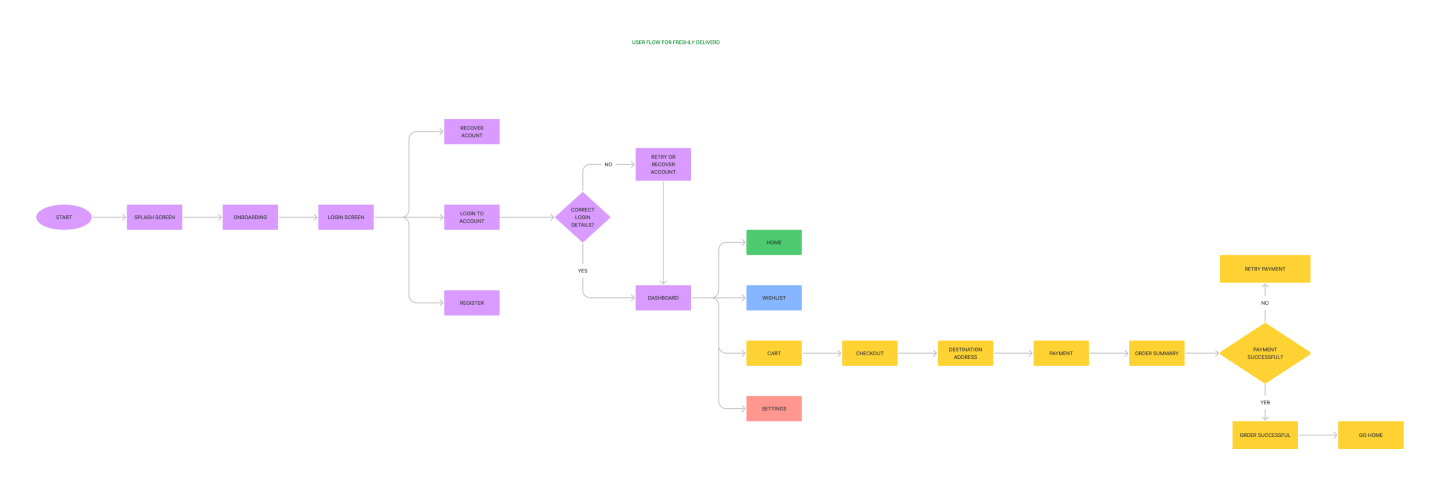 USER FLOW FOR FRESHLY DELIVERD
START
SPLASH SCREEN
ONBOARDING
LOGIN SCREEN
RECOVER
ACOUNT
LOGIN TO
ACCOUNT
REGISTER
CORRECT
LOGIN
DETAILS?
NO
RETRY OR
RECOVER
ACCOUNT
YES
DASHBOARD
HOME
WISHLIST
CART
CHECKOUT
DESTINATION
ADDRESS
PAYMENT
ORDER SUMMARY
SETTINGS
PAYMENT
SUCCESSFUL?
NO
RETRY PAYMENT
YES
ORDER SUCCESSFUL
GO HOME